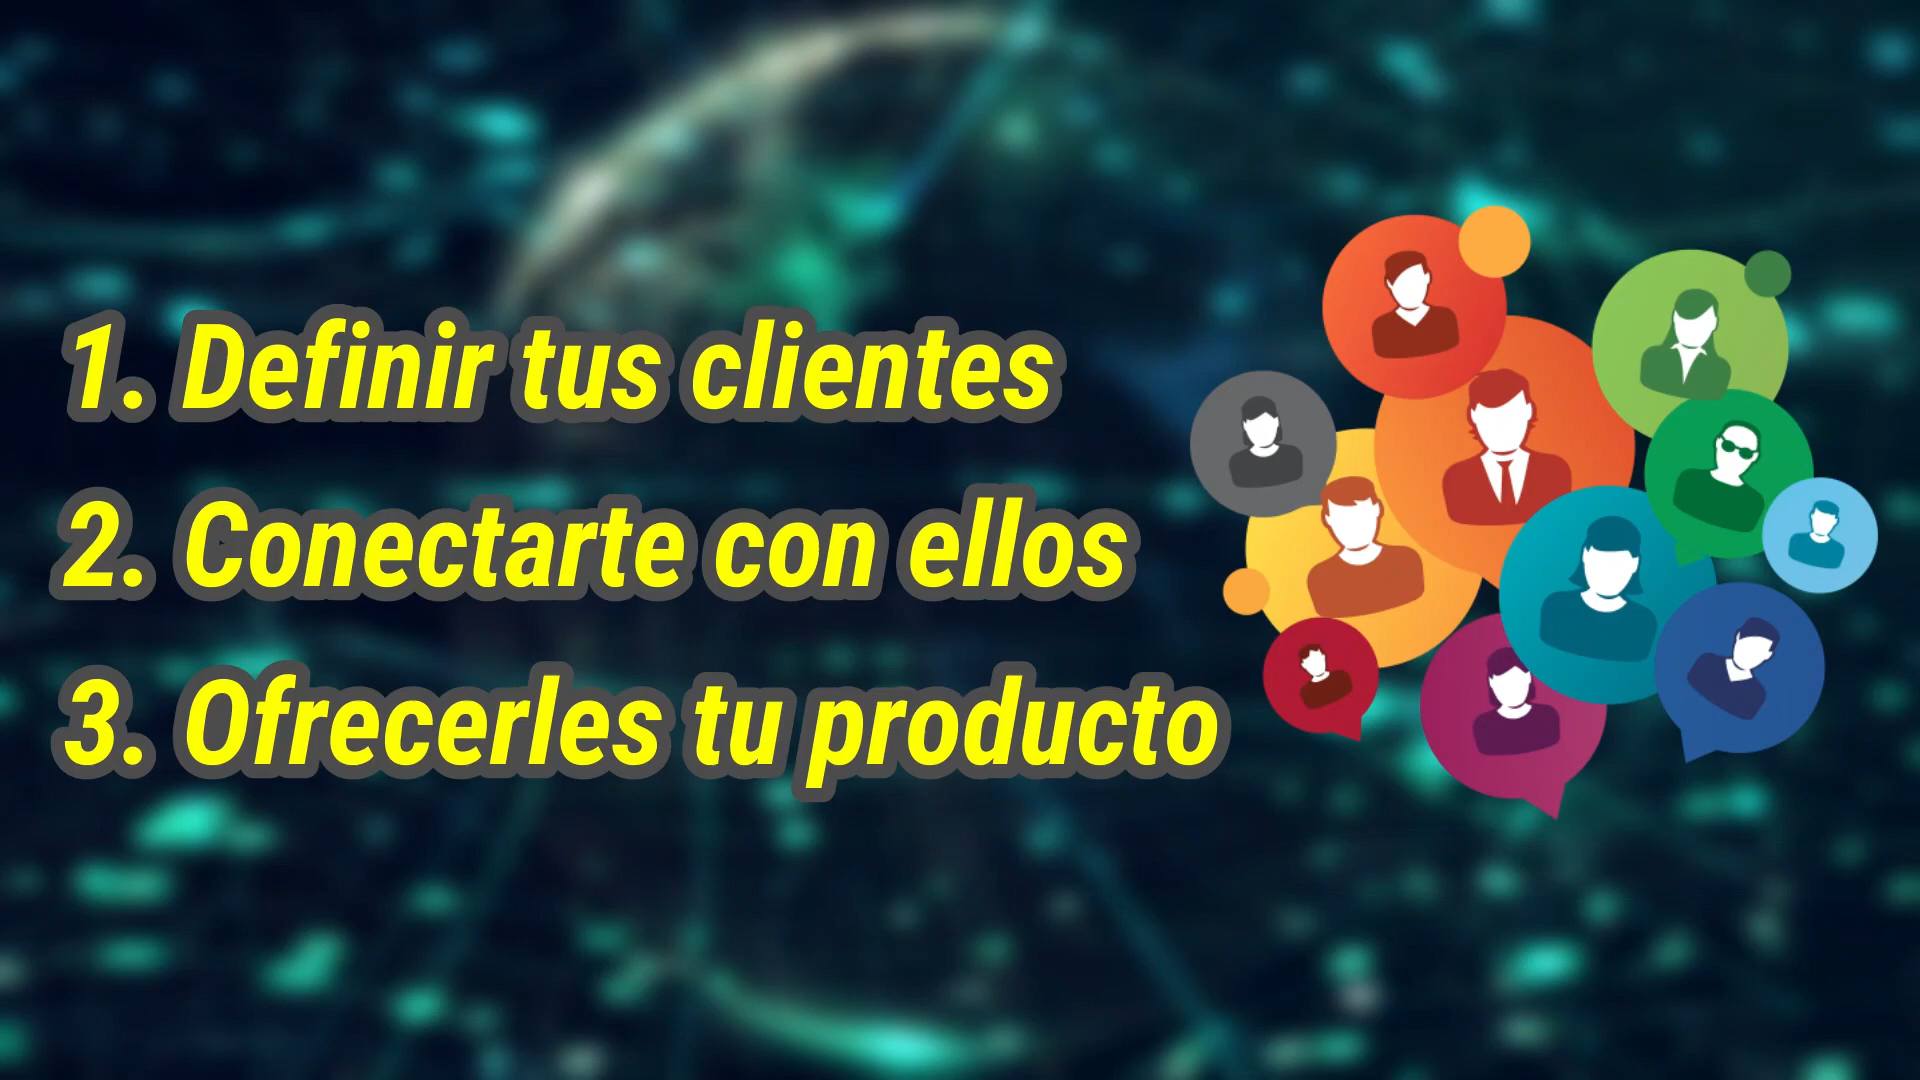 1. Definir tus clientes
2. Conectarte con ellos
3. Ofrecerles tu producto